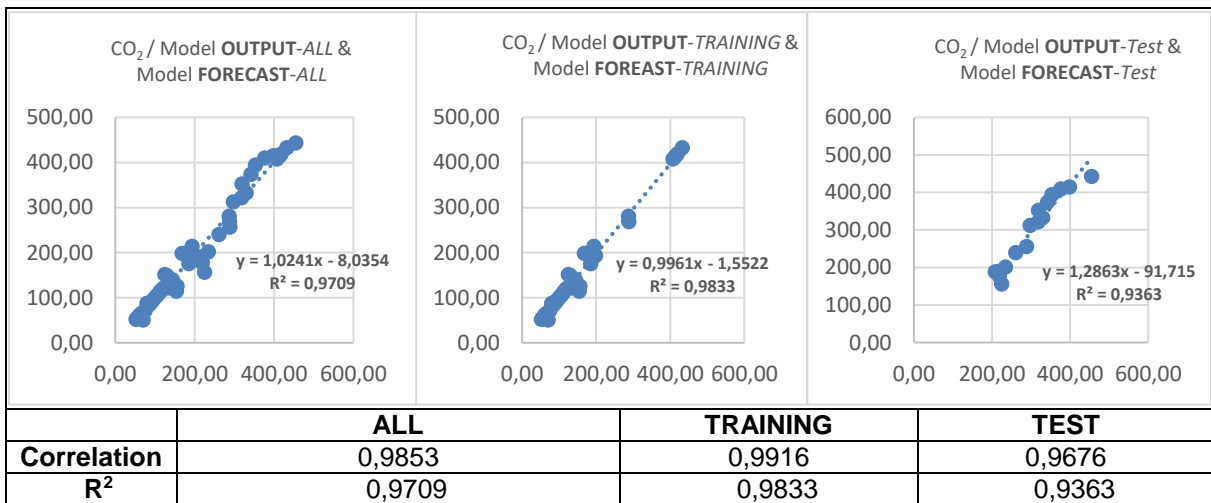 CO₂ / Model OUTPUT-ALL &
Model FORECAST-ALL
500,00
400,00
300,00
200,00
100,00
0,00
0,00 200,00 400,00 600,00
y = 1,0241x - 8,0354
R² = 0,9709
CO₂ / Model OUTPUT-TRAINING &
Model FOREAST-TRAINING
500,00
400,00
300,00
200,00
100,00
0,00
0,00 200,00 400,00 600,00
y = 0,9961x - 1,5522
R² = 0,9833
CO₂ / Model OUTPUT-Test &
Model FORECAST-Test
600,00
500,00
400,00
300,00
200,00
100,00
0,00
0,00 200,00 400,00 600,00
y = 1,2863x - 91,715
R² = 0,9363
ALL TRAINING TEST
Correlation 0,9853 0,9916 0,9676
R² 0,9709 0,9833 0,9363